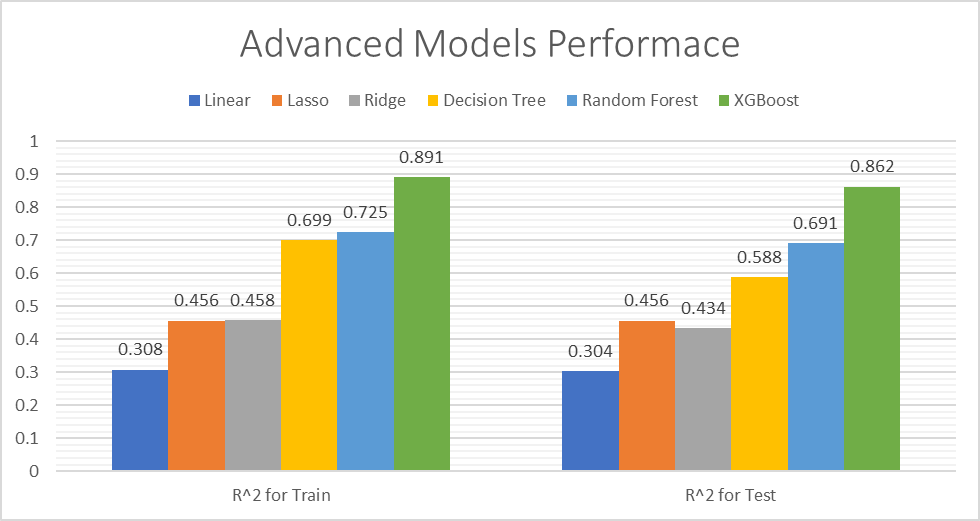 Advanced Models Performace
Linear Lasso Ridge Decision Tree Random Forest XGBoost
1
0.9
0.8
0.7
0.6
0.5
0.4
0.3
0.2
0.1
0
0.308 0.456 0.458 0.699 0.725 0.891
0.304 0.456 0.434 0.588 0.691 0.862
R^2 for Train R^2 for Test